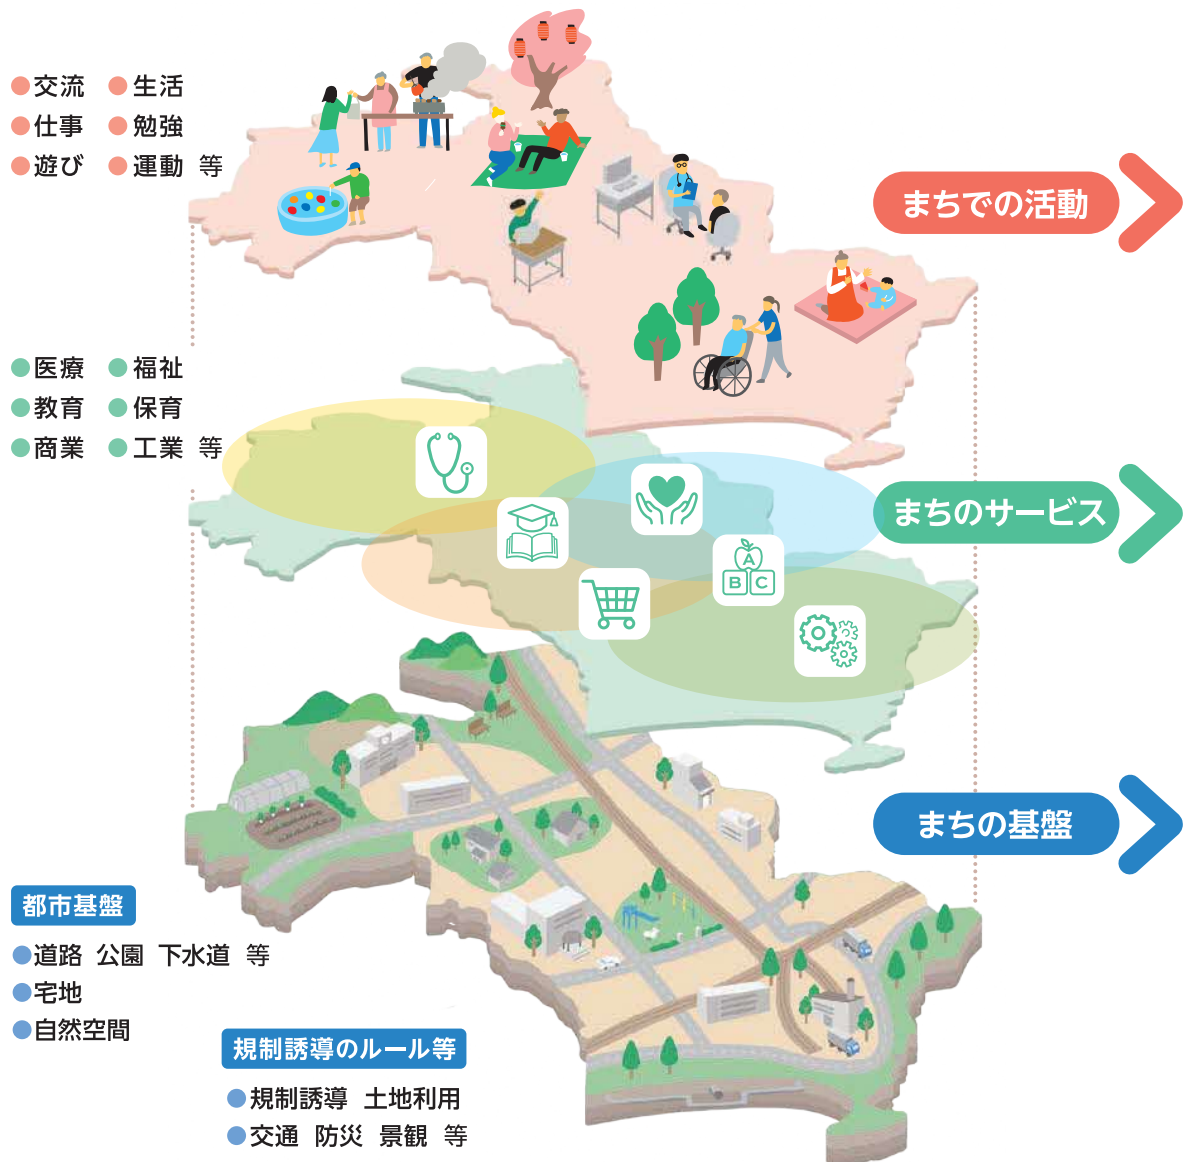 交流 生活
仕事 勉強
遊び 運動 等
まちでの活動
医療 福祉
教育 保育
商業 工業 等
まちのサービス
A
B C
まちの基盤
都市基盤
道路 公園 下水道 等
宅地
自然空間
規制誘導のルール等
規制誘導 土地利用
交通 防災 景観 等